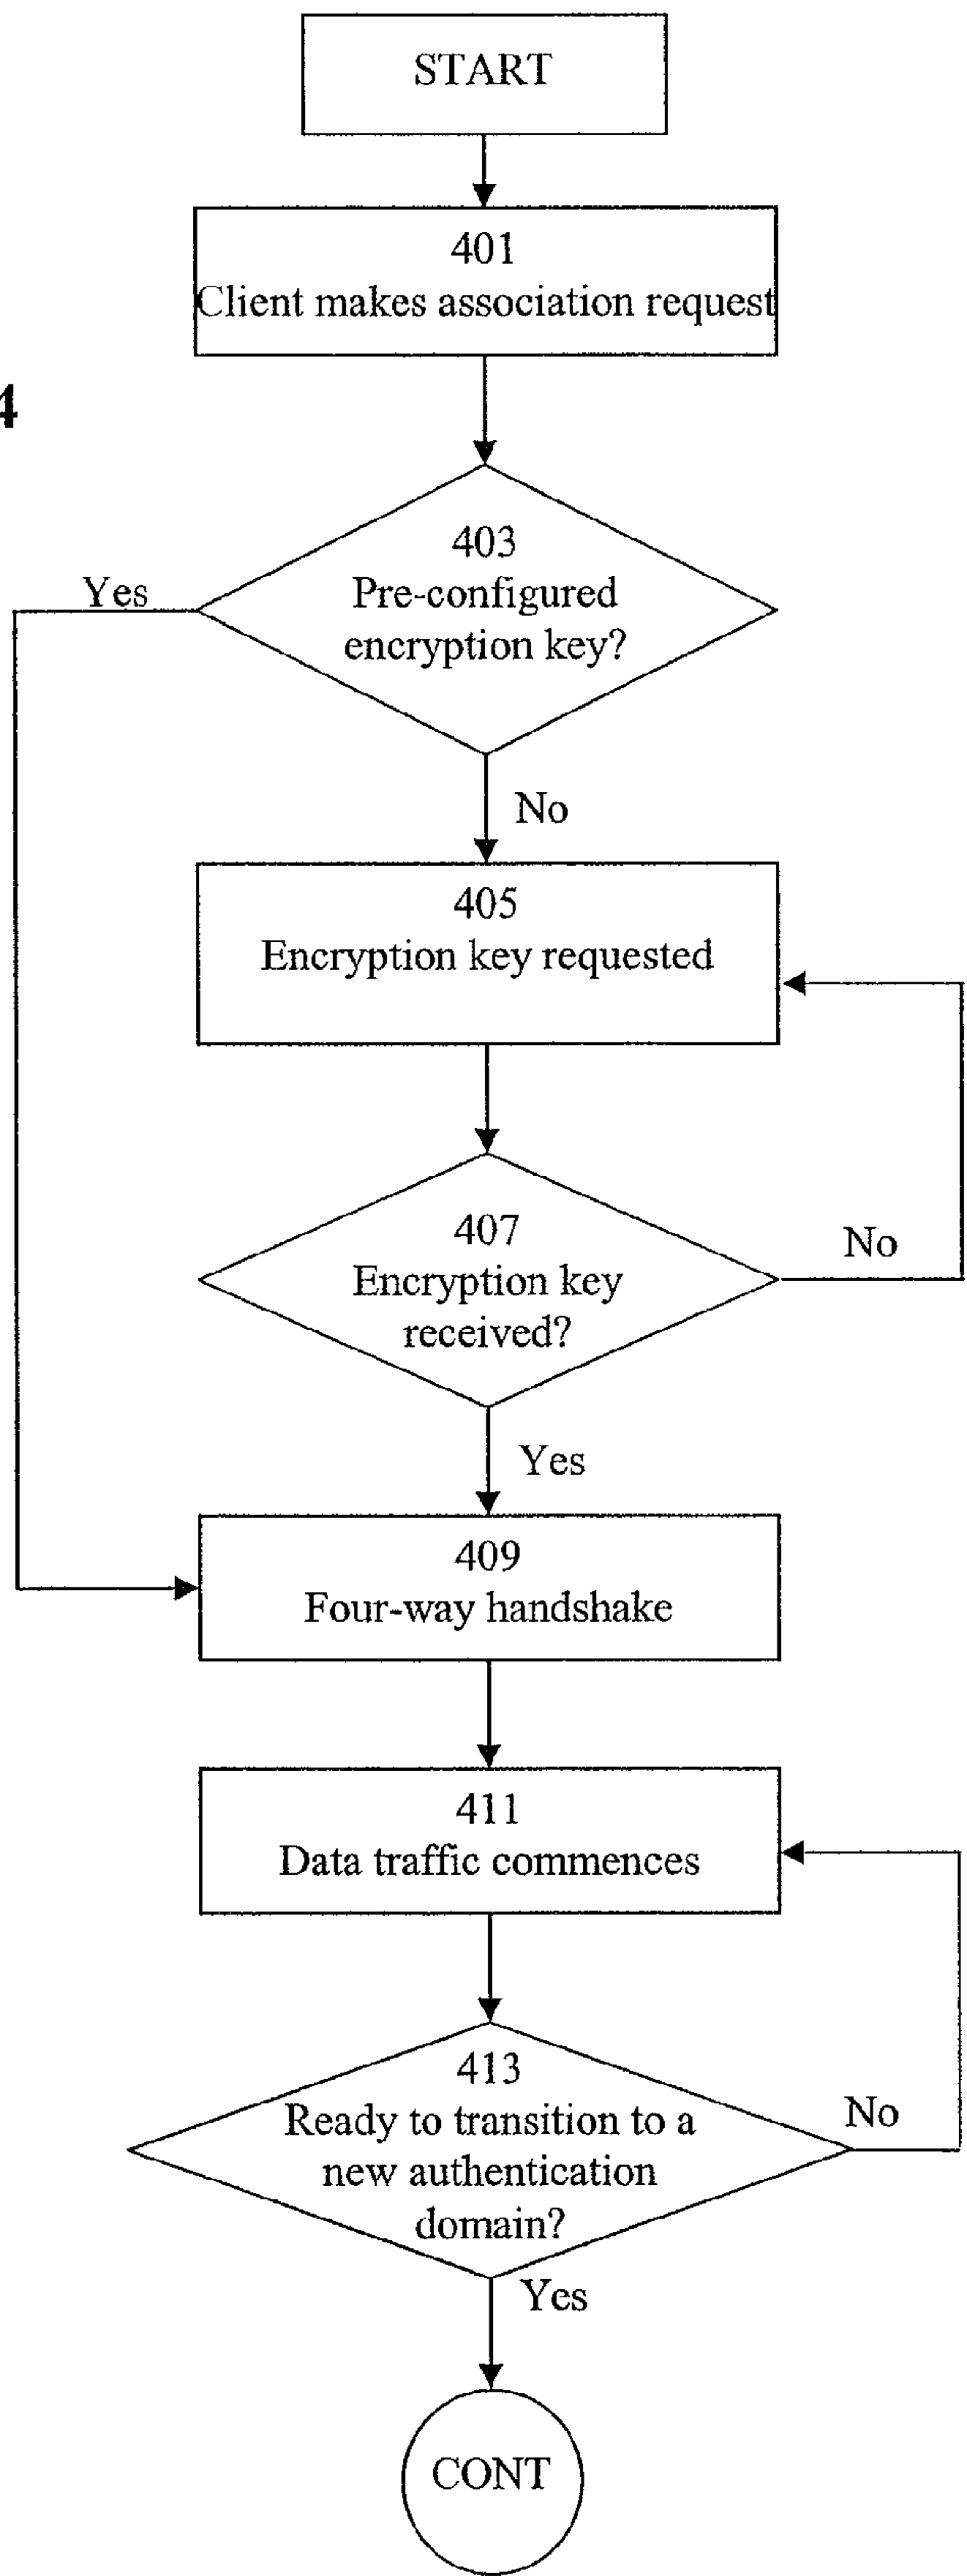 START
401
Client makes association request
4
403
Pre-configured
encryption key?
Yes
No
405
Encryption key requested
407
Encryption key
received?
No
Yes
409
Four-way handshake
411
Data traffic commences
413
Ready to transition to a
new authentication
domain?
No
Yes
CONT